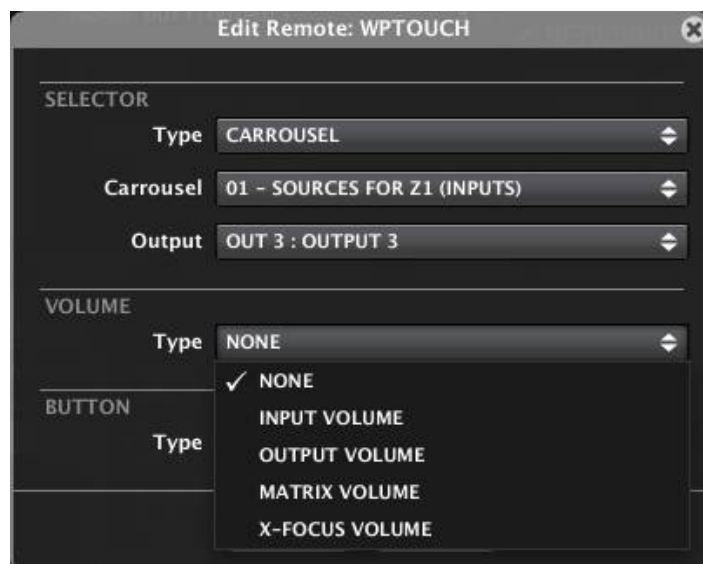 Edit Remote: WPTOUCH
SELECTOR
Type CARROUSEL
Carrousel 01 - SOURCES FOR Z1 (INPUTS)
Output OUT 3 : OUTPUT 3
VOLUME
Type NONE
✓ NONE
BUTTON
INPUT VOLUME
Type
OUTPUT VOLUME
MATRIX VOLUME
X-FOCUS VOLUME